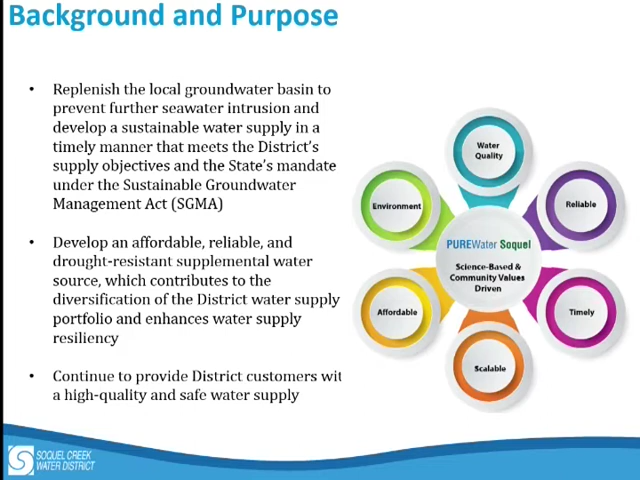 Background and Purpose
• Replenish the local groundwater basin to
prevent further seawater intrusion and
develop a sustainable water supply in a
timely manner that meets the District's
supply objectives and the State's mandate
under the Sustainable Groundwater
Management Act (SGMA)
• Develop an affordable, reliable, and
drought-resistant supplemental water
source, which contributes to the
diversification of the District water supply
portfolio and enhances water supply
resiliency
• Continue to provide District customers wit
a high-quality and safe water supply
Water
Quality
Environment
Reliable
PUREWater Soquel
Science-Based &
Community Values
Driven
Affordable
Timely
Scalable
SOQUEL CREEK
WATER DISTRICT